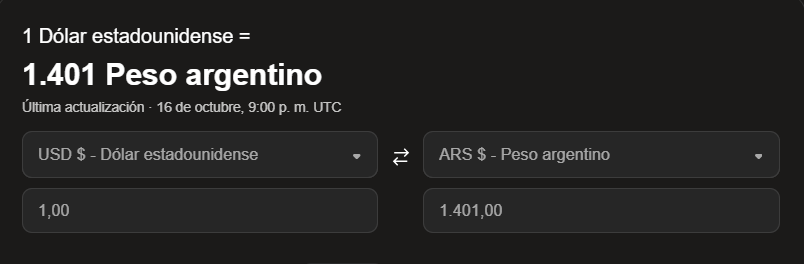 1 Dólar estadounidense =
1.401 Peso argentino
Última actualización · 16 de octubre, 9:00 p. m. UTC
USD $ - Dólar estadounidense
ARS $ - Peso argentino
1,00
1.401,00